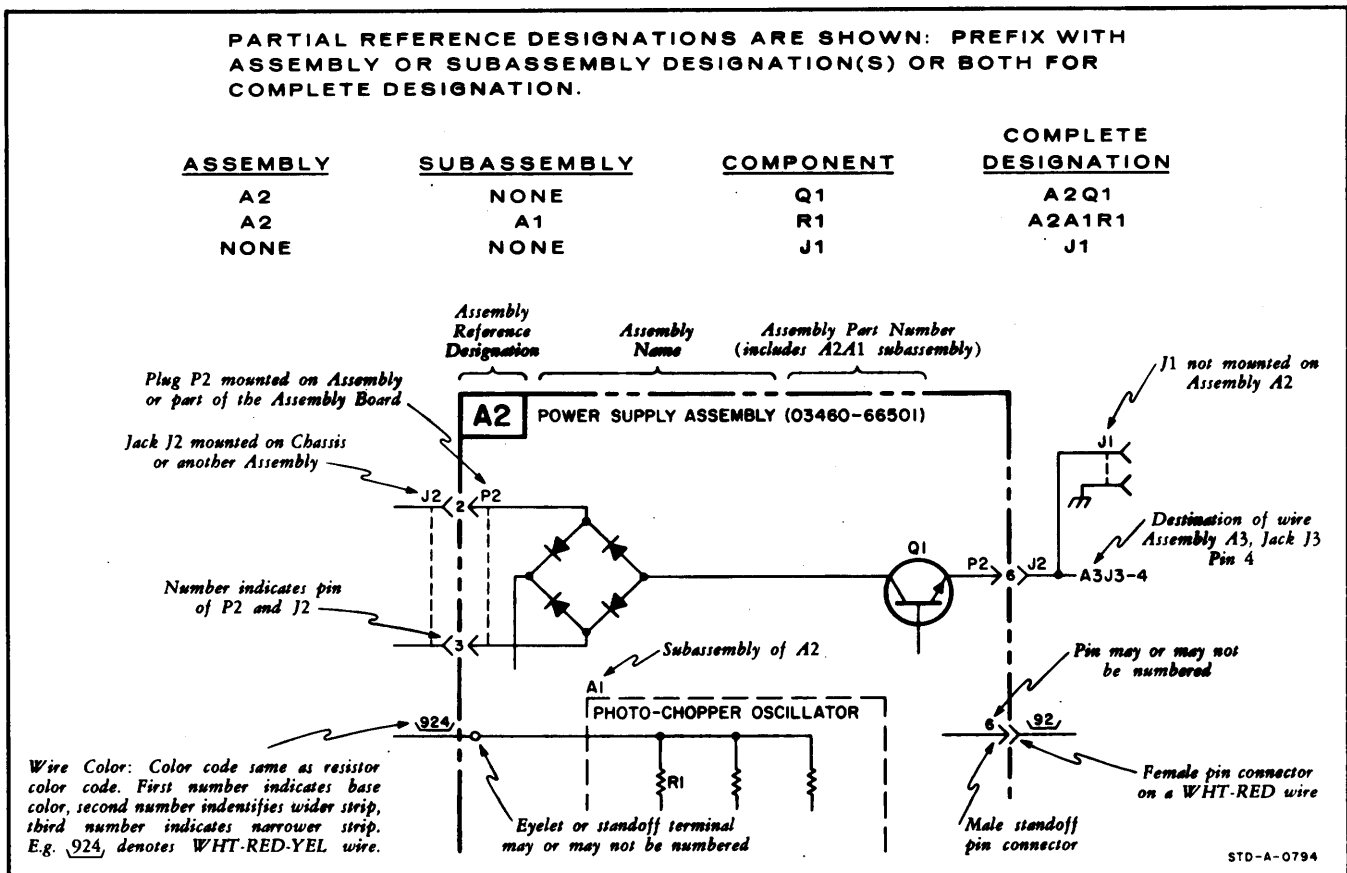 PARTIAL REFERENCE DESIGNATIONS ARE SHOWN: PREFIX WITH
ASSEMBLY OR SUBASSEMBLY DESIGNATION(S) OR BOTH FOR
COMPLETE DESIGNATION.
ASSEMBLY SUBASSEMBLY COMPONENT COMPLETE DESIGNATION
A2 NONE Q1 A2Q1
A2 A1 R1 A2A1R1
NONE NONE J1 J1
Assembly
Reference
Designation
Assembly
Name
Assembly Part Number
(includes A2A1 subassembly)
J1 not mounted on
Assembly A2
Plug P2 mounted on Assembly
or part of the Assembly Board
A2 POWER SUPPLY ASSEMBLY (03460-66501)
Jack J2 mounted on Chassis
or another Assembly
J1
J2 2 P2
Destination of wire
Assembly A3, Jack J3
Pin 4
Q1
P2 6 J2 A3J3-4
Number indicates pin
of P2 and J2
3
Subassembly of A2
Pin may or may not
be numbered
A1
PHOTO-CHOPPER OSCILLATOR
924
6 92
R1
Wire Color: Color code same as resistor
color code. First number indicates base
color, second number indentifies wider strip,
third number indicates narrower strip.
E.g. 924 denotes WHT-RED-YEL wire.
Eyelet or standoff terminal
may or may not be numbered
Male standoff
pin connector
Female pin connector
on a WHT-RED wire
STD-A-0794